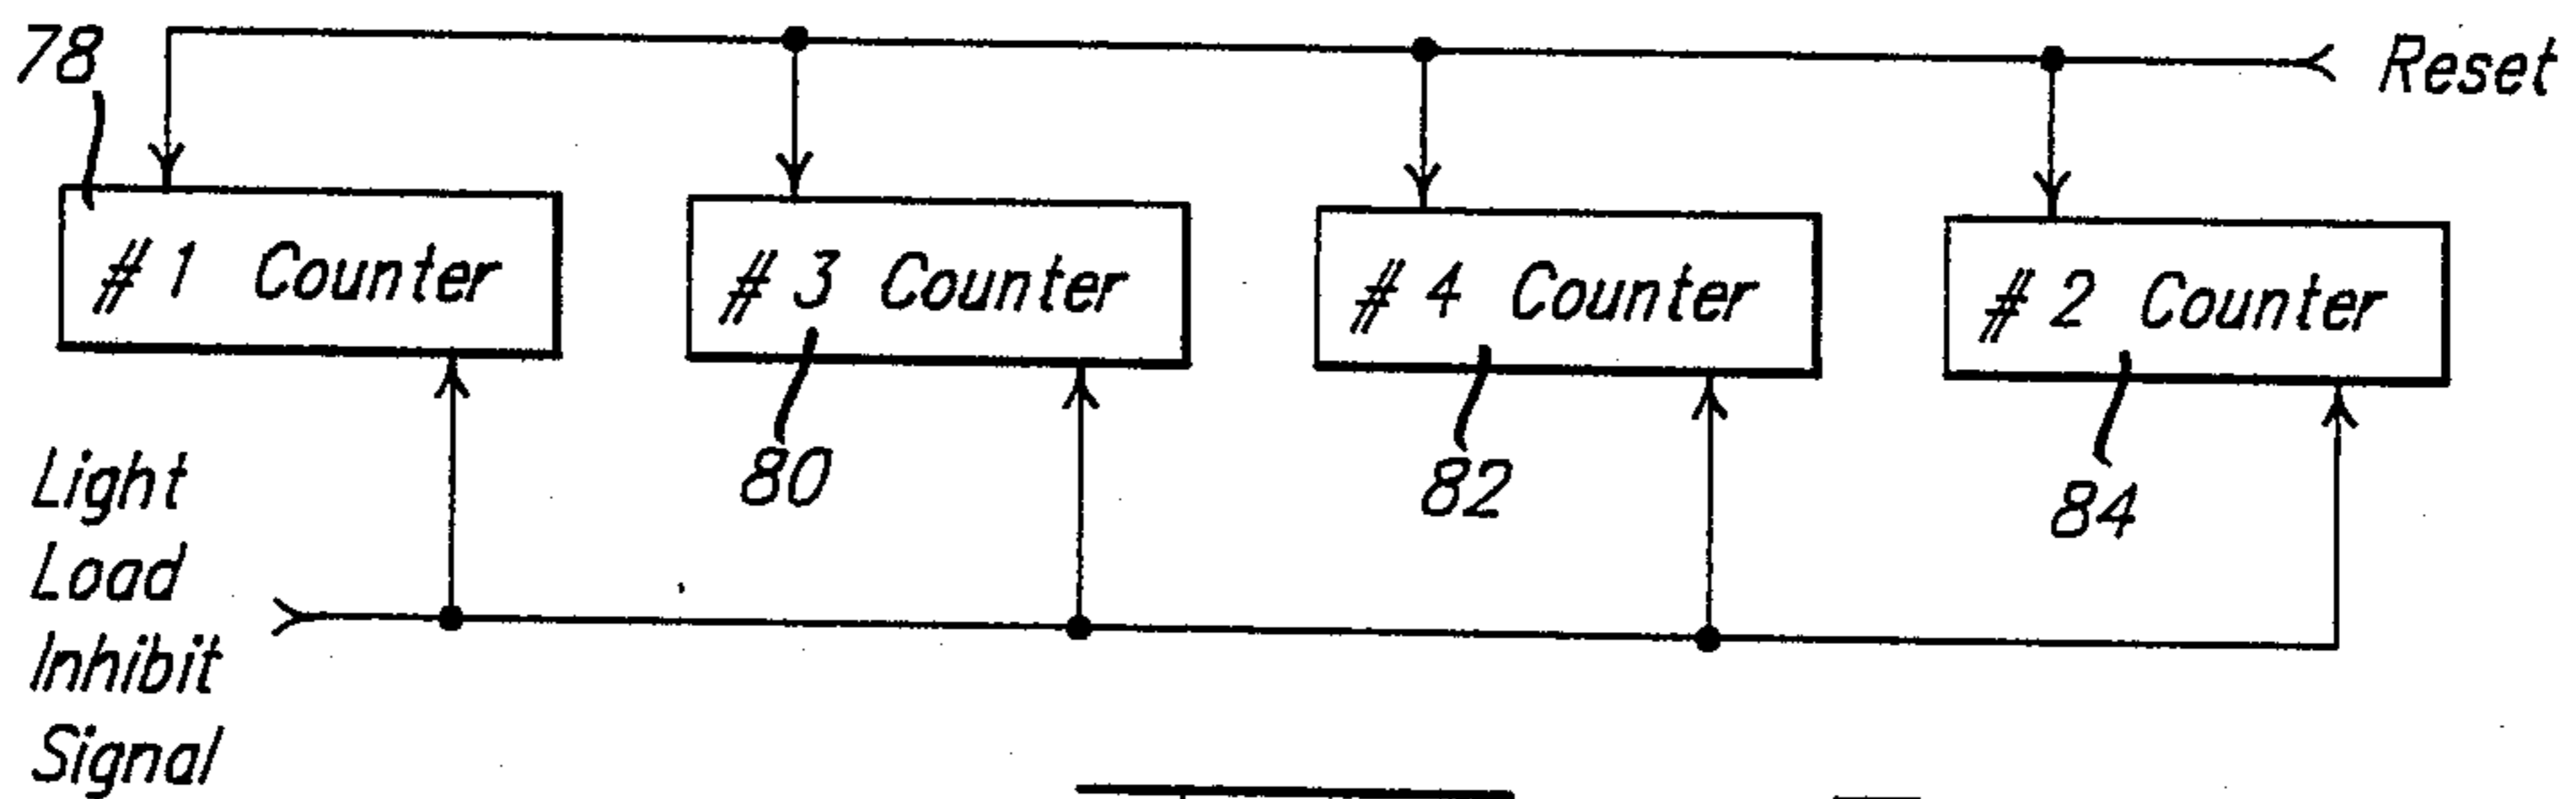 78
Reset
# 1 Counter
# 3 Counter
# 4 Counter
# 2 Counter
80
82
84
Light
Load
Inhibit
Signal